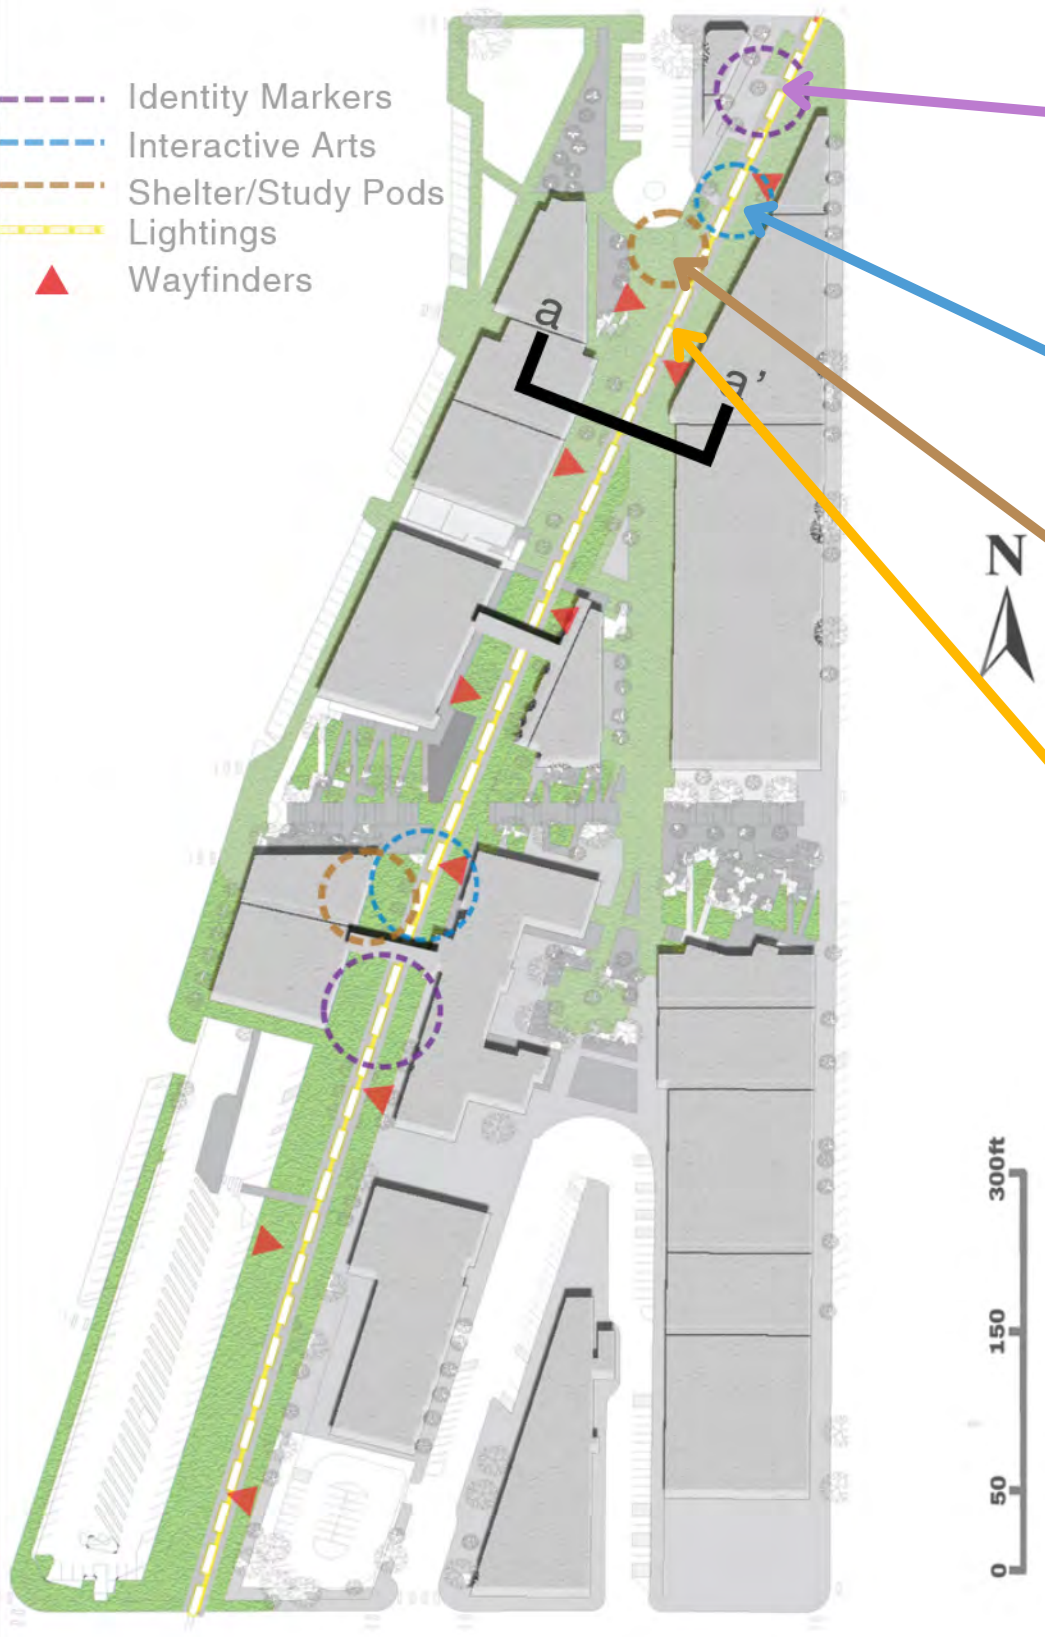 Identity Markers
Interactive Arts
Shelter/Study Pods
Lightings
Wayfinders
a
a’
N
300ft
150
50
0